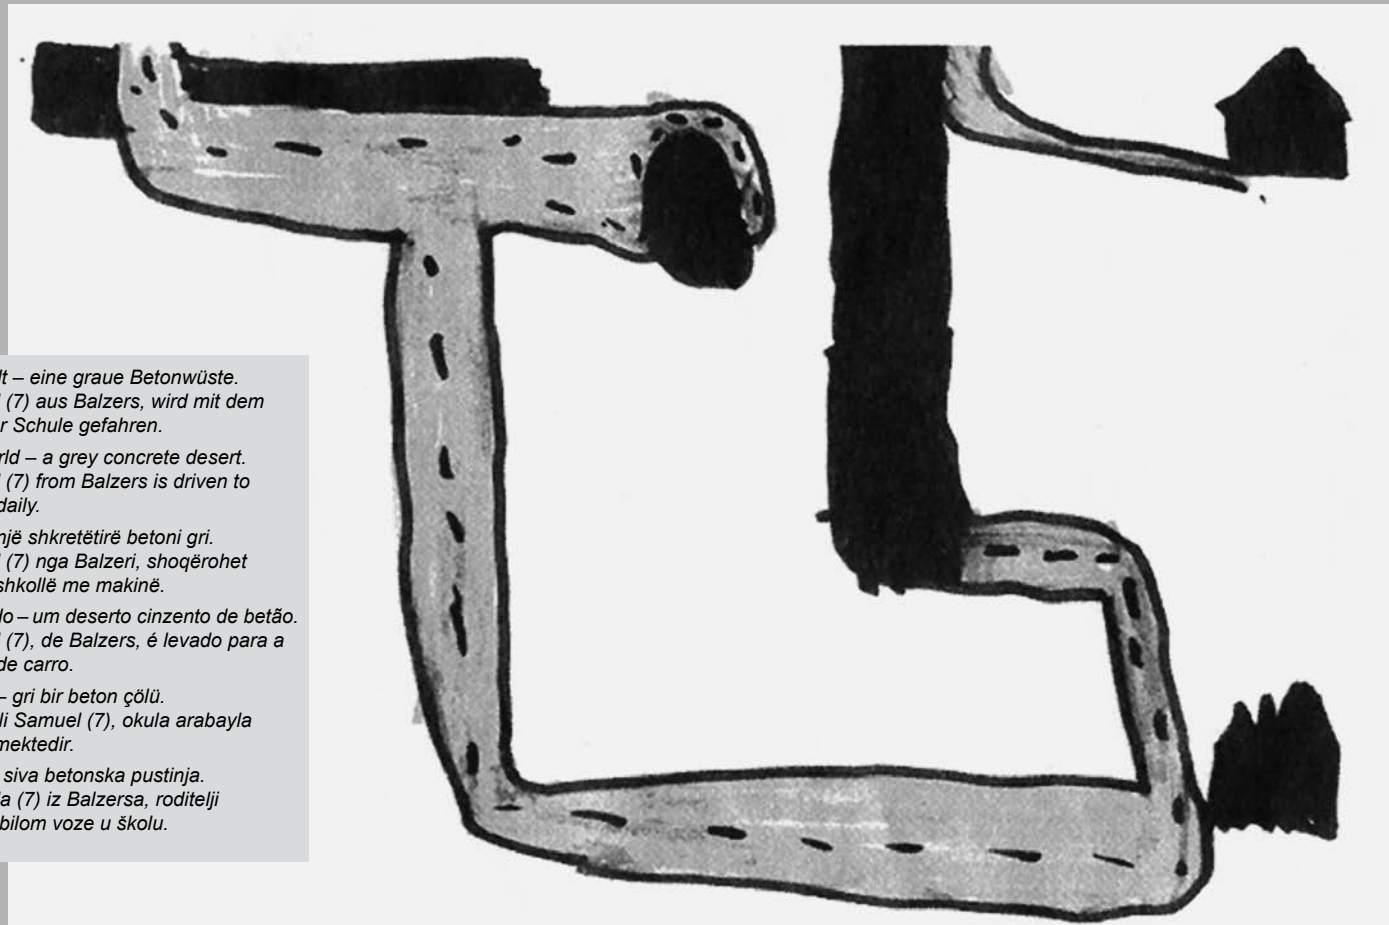 – eine graue Betonwüste.
(7) aus Balzers, wird mit dem
Schule gefahren.
– a grey concrete desert.
(7) from Balzers is driven to
daily.
një shkretëtirë betoni gri.
(7) nga Balzeri, shoqërohet
shkollë me makinë.
– um deserto cinzento de betão.
(7), de Balzers, é levado para a
de carro.
– gri bir beton çölü.
li Samuel (7), okula arabayla
mektedir.
siva betonska pustinja.
a (7) iz Balzersa, roditelji
bilom voze u školu.